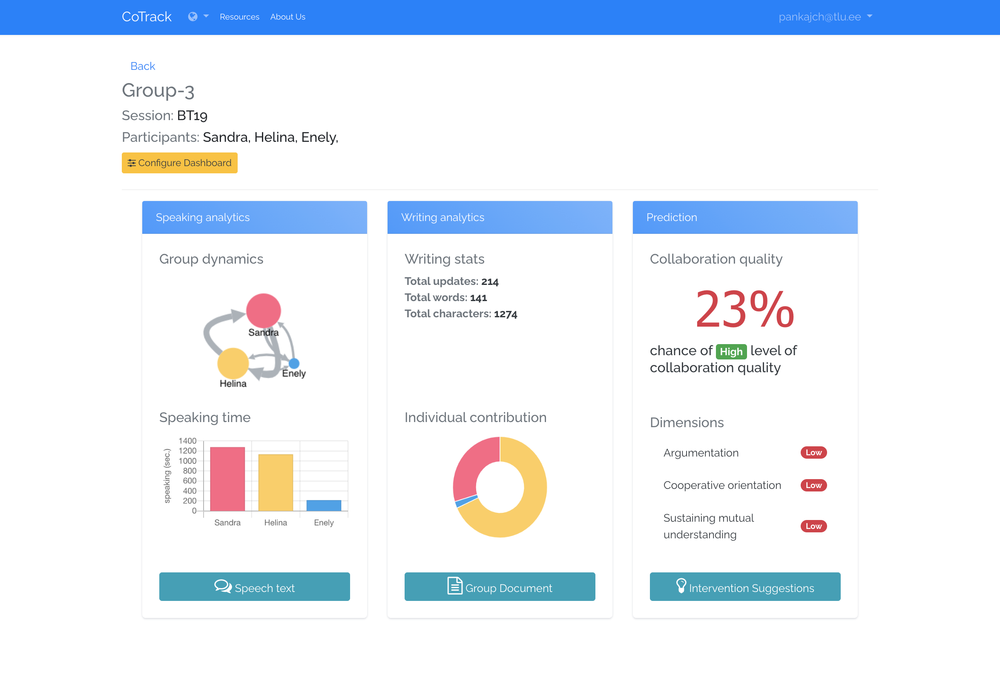 CoTrack Resources About Us pankajch@tlu.ee
Back
Group-3
Session: BT19
Participants: Sandra, Helina, Enely,
Configure Dashboard
Speaking analytics
Group dynamics
Sandra
Enely
Helina
Speaking time
speaking (sec.)
1400
1200
1000
800
600
400
200
0
Sandra Helina Enely
Speech text
Writing analytics
Writing stats
Total updates: 214
Total words: 141
Total characters: 1274
Individual contribution
Group Document
Prediction
Collaboration quality
23%
chance of High level of
collaboration quality
Dimensions
Argumentation Low
Cooperative orientation Low
Sustaining mutual
understanding Low
Intervention Suggestions